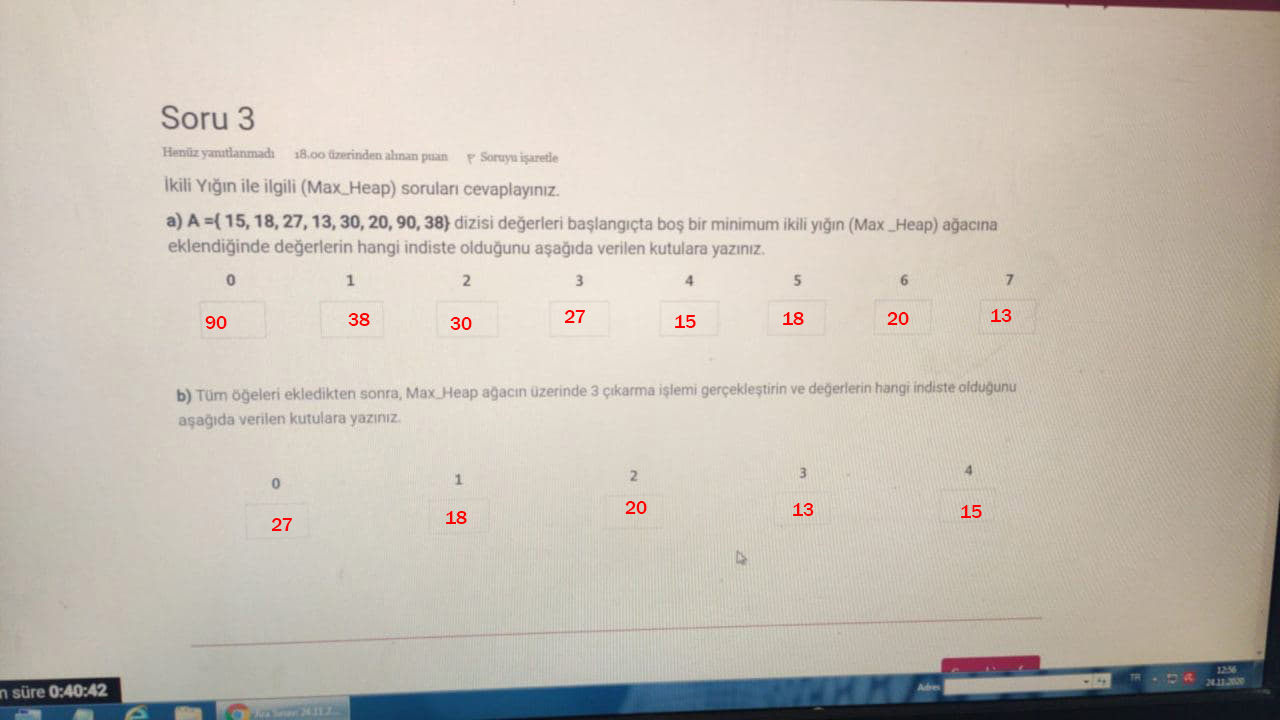 Soru 3
Henüz yanıtlanmadı 18.00 üzerinden alınan puan Soruyu işaretle
İkili Yığın ile ilgili (Max_Heap) soruları cevaplayınız.
a) A ={ 15, 18, 27, 13, 30, 20, 90, 38} dizisi değerleri başlangıçta boş bir minimum ikili yığın (Max _Heap) ağacına
eklendiğinde değerlerin hangi indiste olduğunu aşağıda verilen kutulara yazınız.
0 1 2 3 4 5 6 7
90 38 30 27 15 18 20 13
b) Tüm öğeleri ekledikten sonra, Max_Heap ağacın üzerinde 3 çıkarma işlemi gerçekleştirin ve değerlerin hangi indiste olduğunu
aşağıda verilen kutulara yazınız.
0 1 2 3 4
27 18 20 13 15
n süre 0:40:42
Adres
TR
12:56
24.11.2020
Ara Sınav 24.11.2...